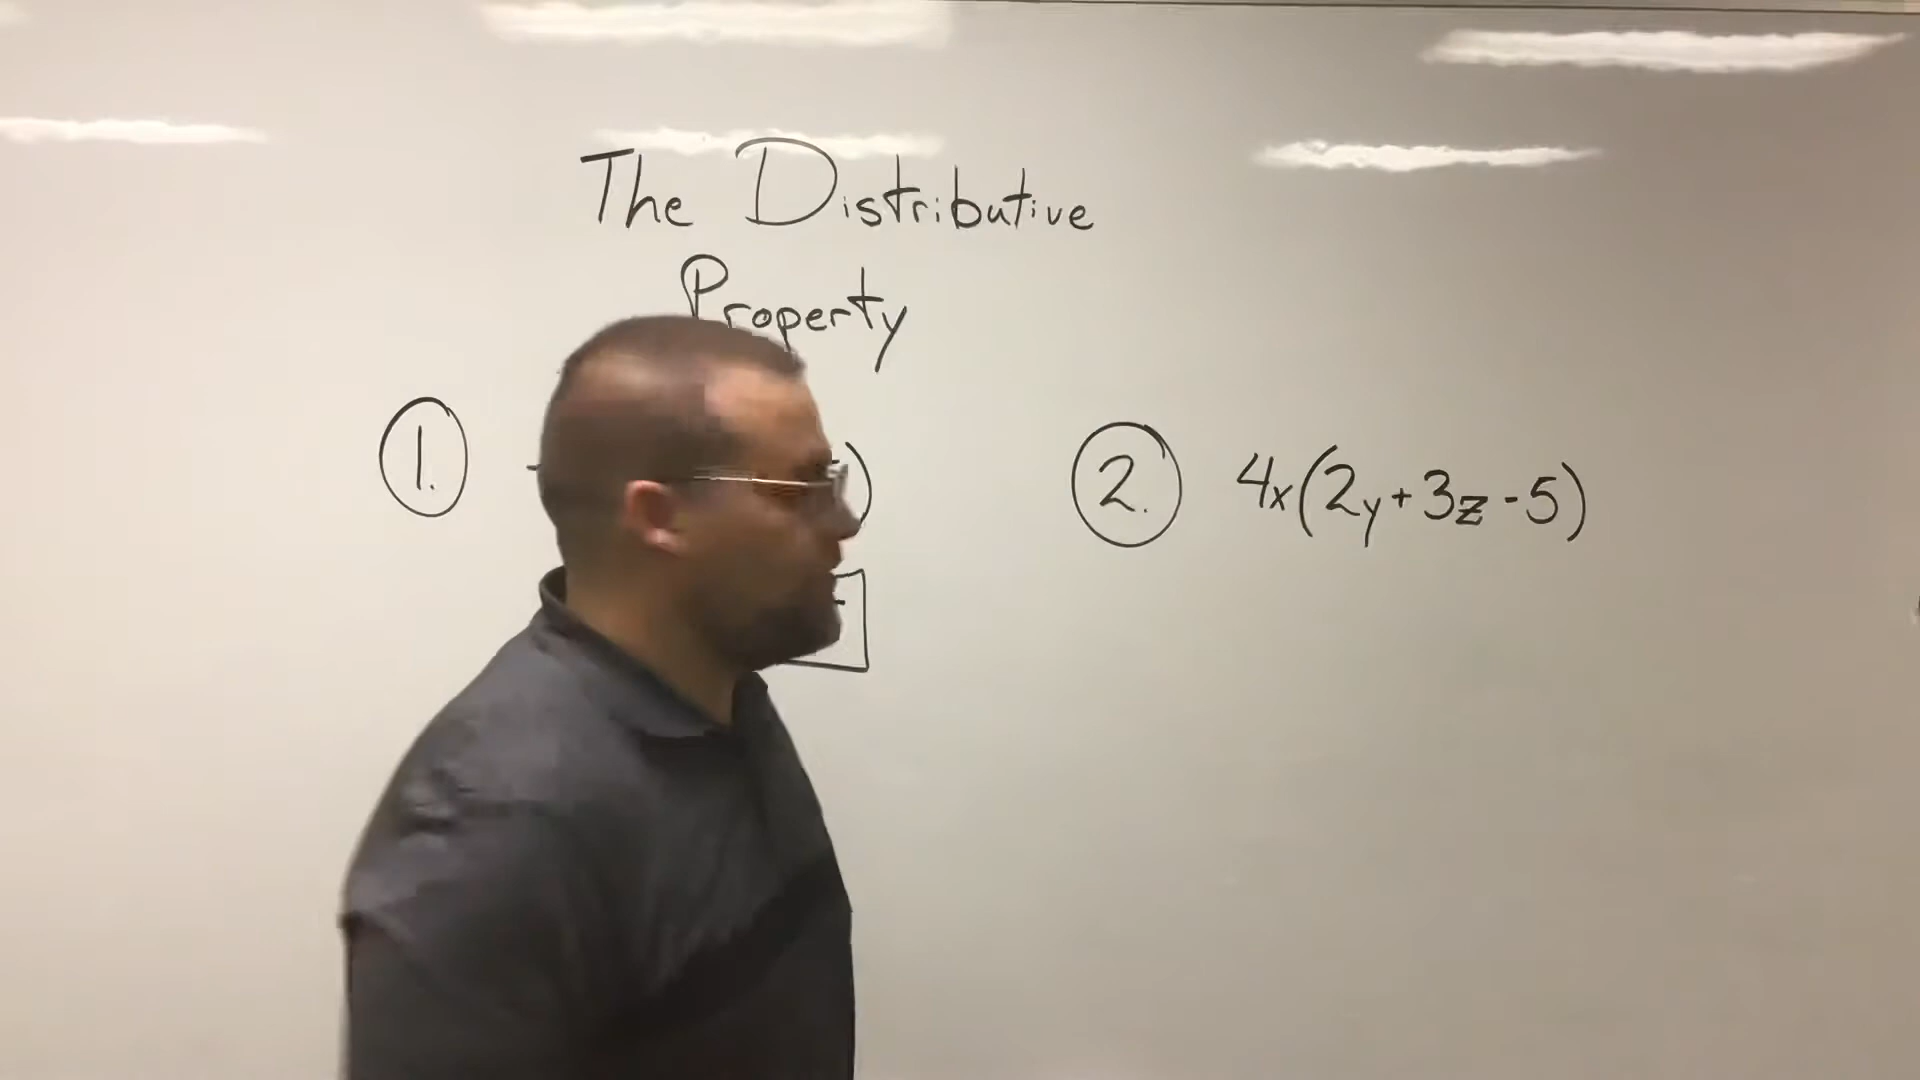 The Distributive
Property
1.
2. 4x(2y+3z-5)